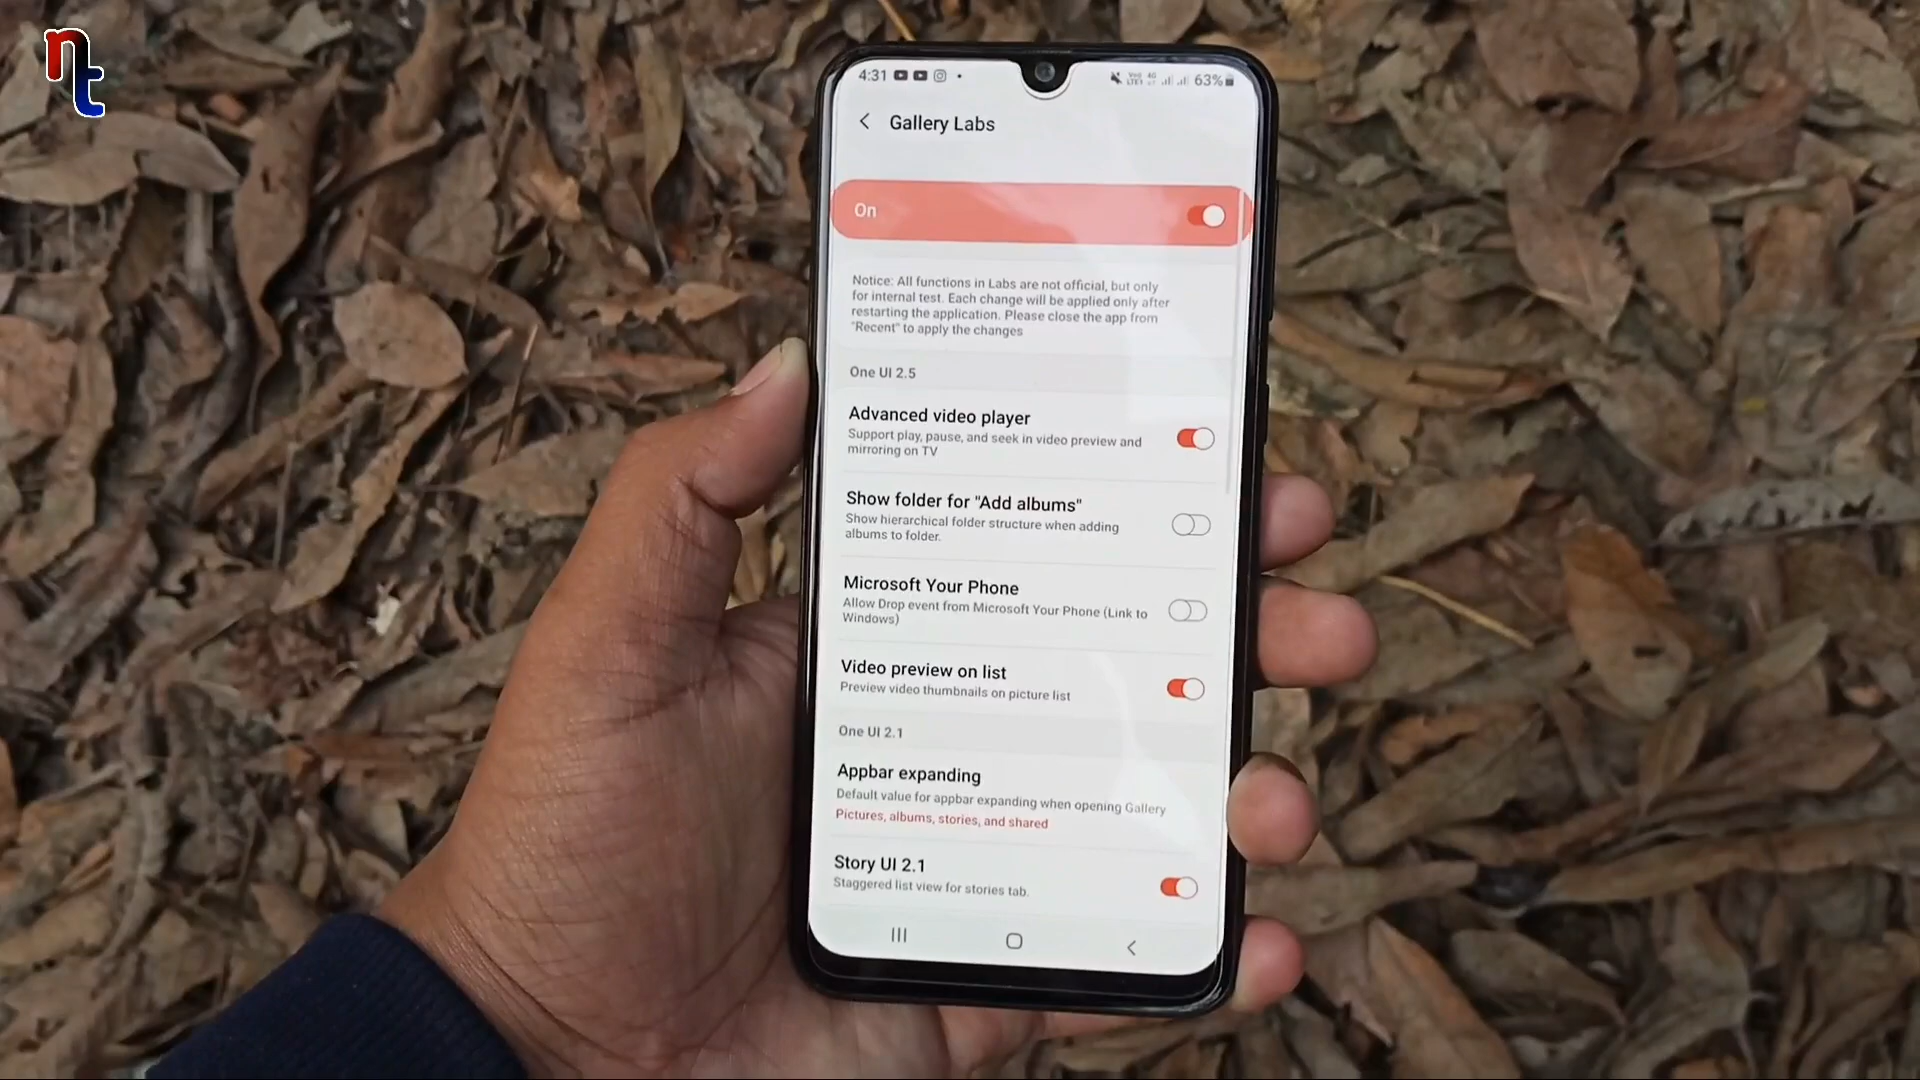 nt
4:31
63%
Gallery Labs
On
Notice: All functions in Labs are not official, but only
for internal test. Each change will be applied only after
restarting the application. Please close the app from
"Recent" to apply the changes
One UI 2.5
Advanced video player
Support play, pause, and seek in video preview and
mirroring on TV
Show folder for "Add albums"
Show hierarchical folder structure when adding
albums to folder.
Microsoft Your Phone
Allow Drop event from Microsoft Your Phone (Link to
Windows)
Video preview on list
Preview video thumbnails on picture list
One UI 2.1
Appbar expanding
Default value for appbar expanding when opening Gallery
Pictures, albums, stories, and shared
Story UI 2.1
Staggered list view for stories tab.